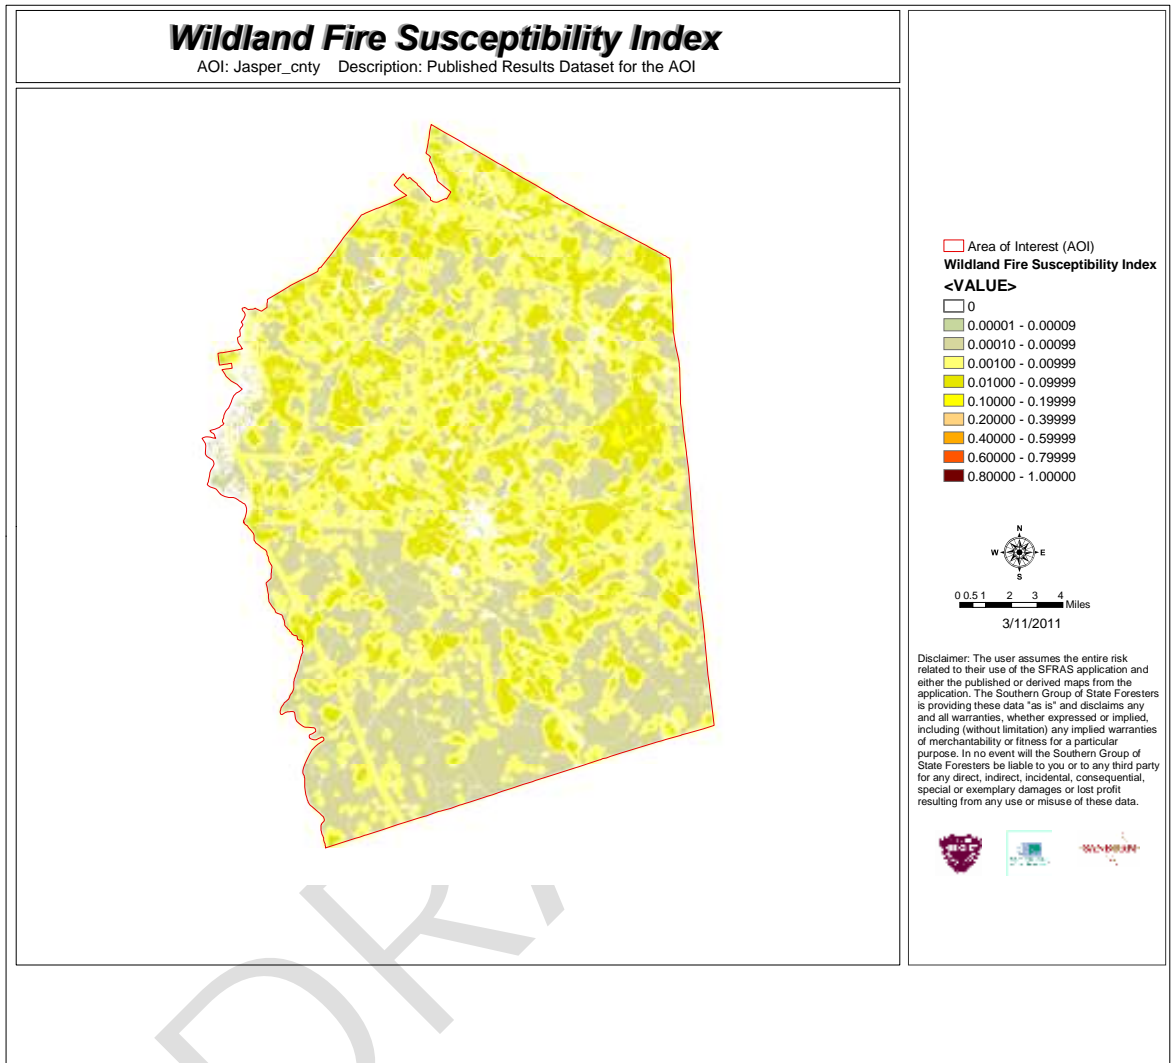 Wildland Fire Susceptibility Index
AOI: Jasper_cnty Description: Published Results Dataset for the AOI
Area of Interest (AOI)
Wildland Fire Susceptibility Index
<VALUE>
0
0.00001 - 0.00009
0.00010 - 0.00099
0.00100 - 0.00999
0.01000 - 0.09999
0.10000 - 0.19999
0.20000 - 0.39999
0.40000 - 0.59999
0.60000 - 0.79999
0.80000 - 1.00000
N
W E
S
0 0.5 1 2 3 4
Miles
3/11/2011
Disclaimer: The user assumes the entire risk
related to their use of the SFRAS application and
either the published or derived maps from the
application. The Southern Group of State Foresters
is providing these data "as is" and disclaims any
and all warranties, whether expressed or implied,
including (without limitation) any implied warranties
of merchantability or fitness for a particular
purpose. In no event will the Southern Group of
State Foresters be liable to you or to any third party
for any direct, indirect, incidental, consequential,
special or exemplary damages or lost profit
resulting from any use or misuse of these data.
SANBORN